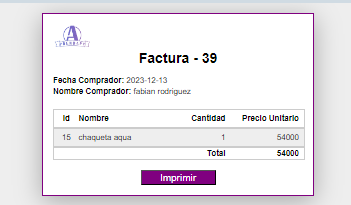 A
Factura - 39
Fecha Comprador: 2023-12-13
Nombre Comprador: fabian rodriguez
Id Nombre Cantidad Precio Unitario
15 chaqueta aqua 1 54000
Total 54000
Imprimir